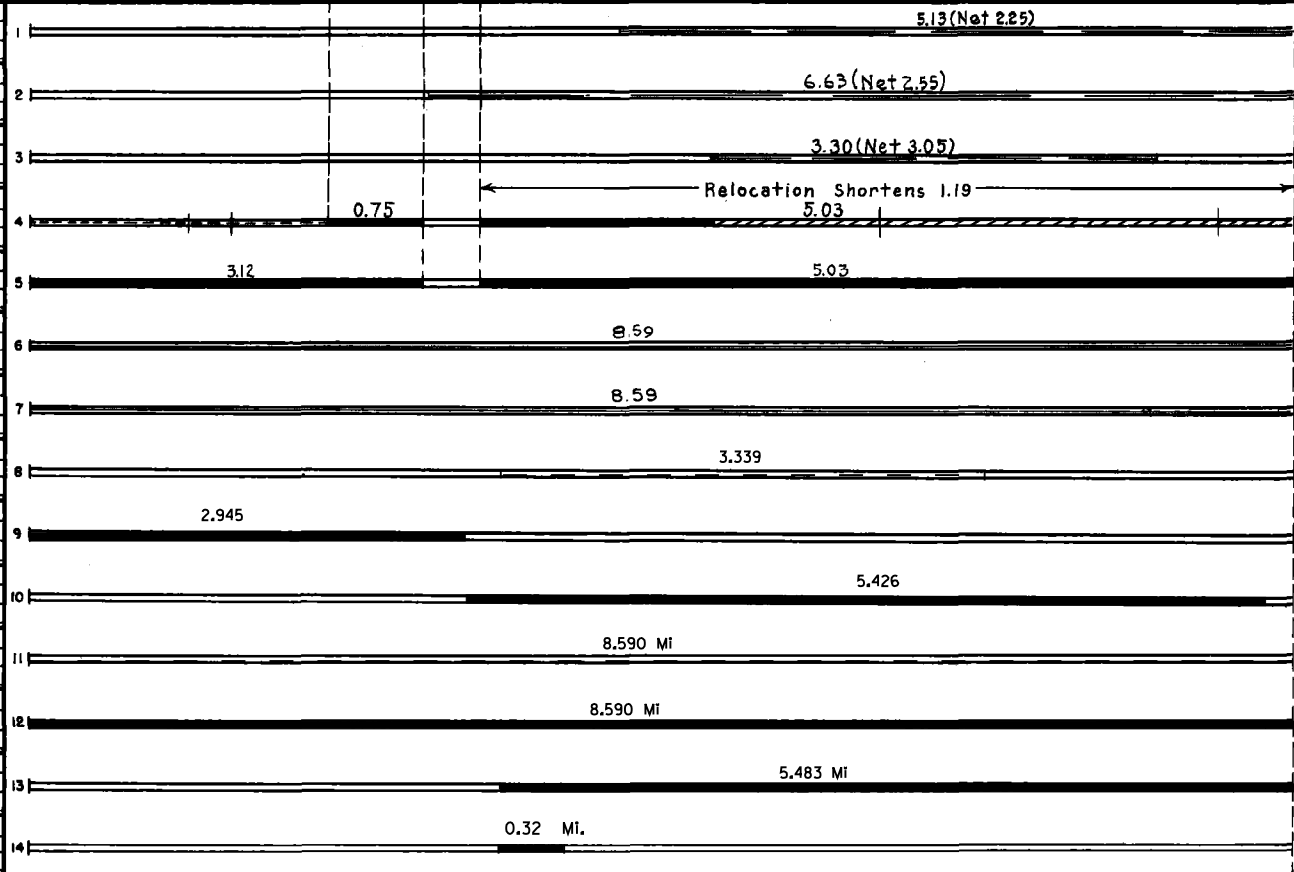 1 5.13 (Net 2.25)
2 6.63 (Net 2.55)
3 3.30 (Net 3.05)
Relocation Shortens 1.19
4 0.75 5.03
5 3.12 5.03
6 8.59
7 8.59
8 3.339
9 2.945
10 5.426
11 8.590 Mi
12 8.590 Mi
13 5.483 Mi
14 0.32 Mi.